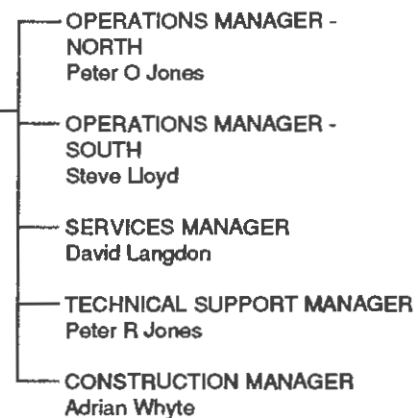 OPERATIONS MANAGER -
NORTH
Peter O Jones
OPERATIONS MANAGER -
SOUTH
Steve Lloyd
SERVICES MANAGER
David Langdon
TECHNICAL SUPPORT MANAGER
Peter R Jones
CONSTRUCTION MANAGER
Adrian Whyte